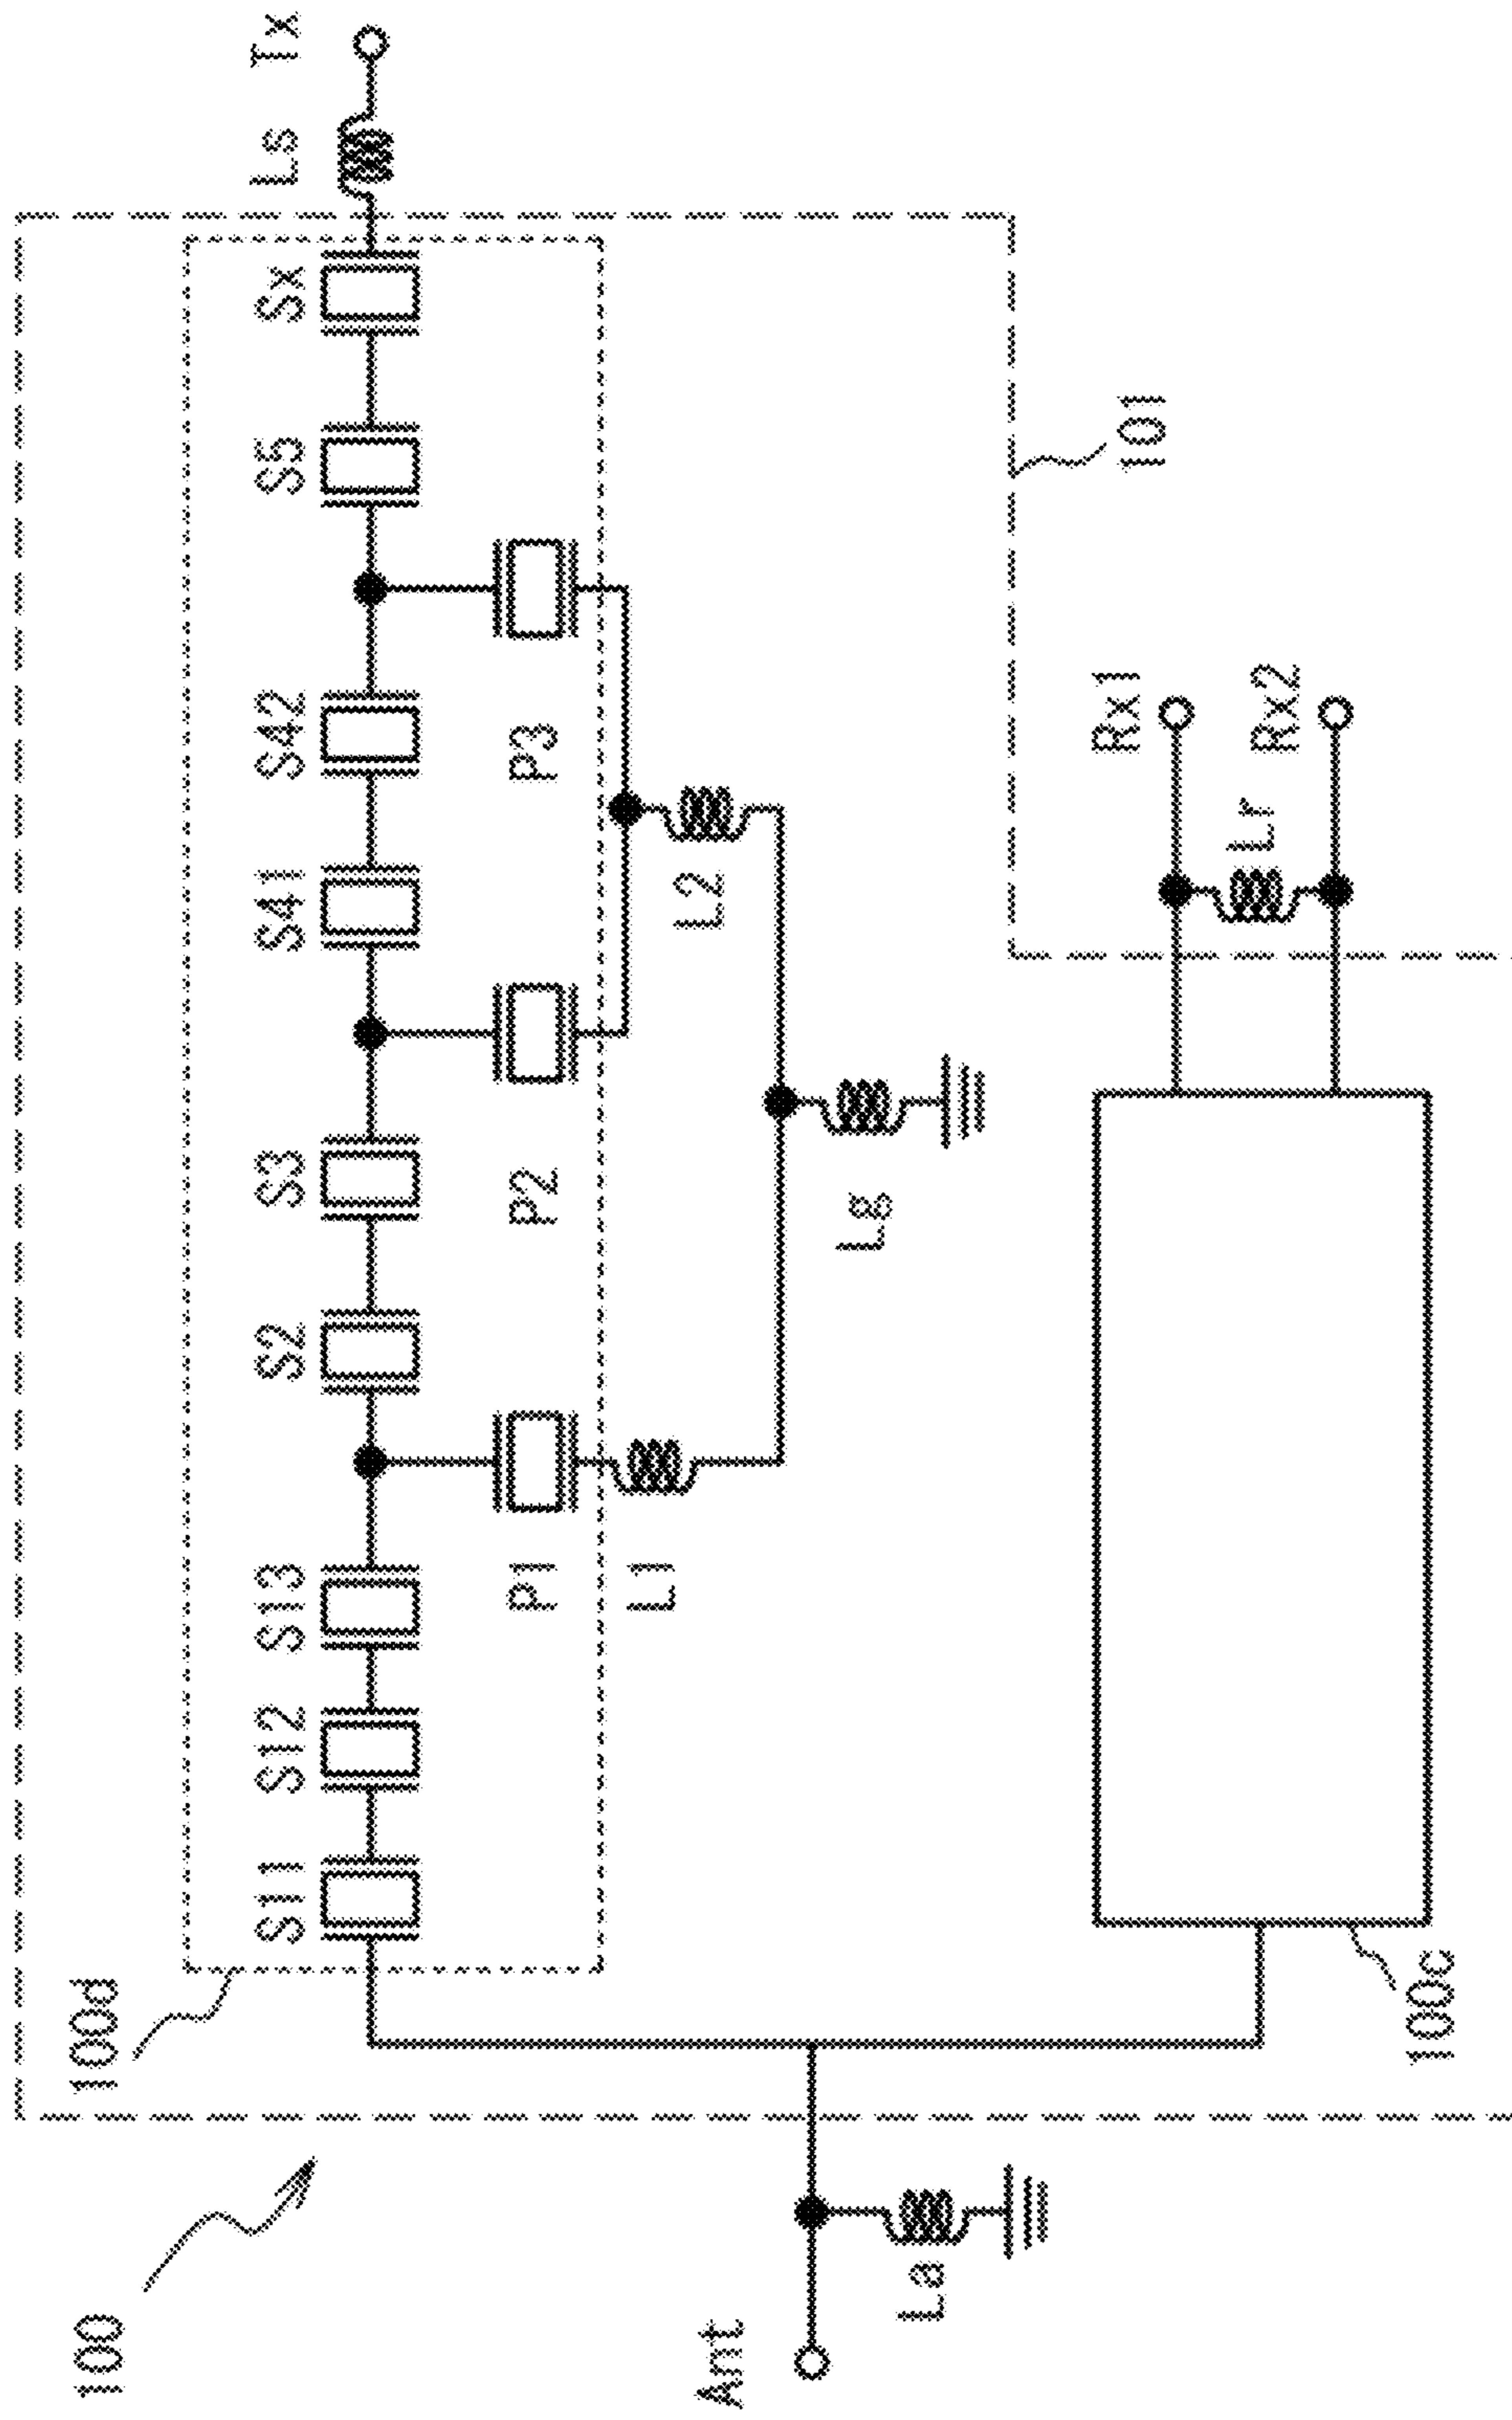 100
100d
S11
S12
S13
S2
S3
S41
S42
S5
Sx
Ls
Tx
P1
P2
P3
L1
L2
Lg
Ant
La
101
Rx1
Lr
Rx2
100c